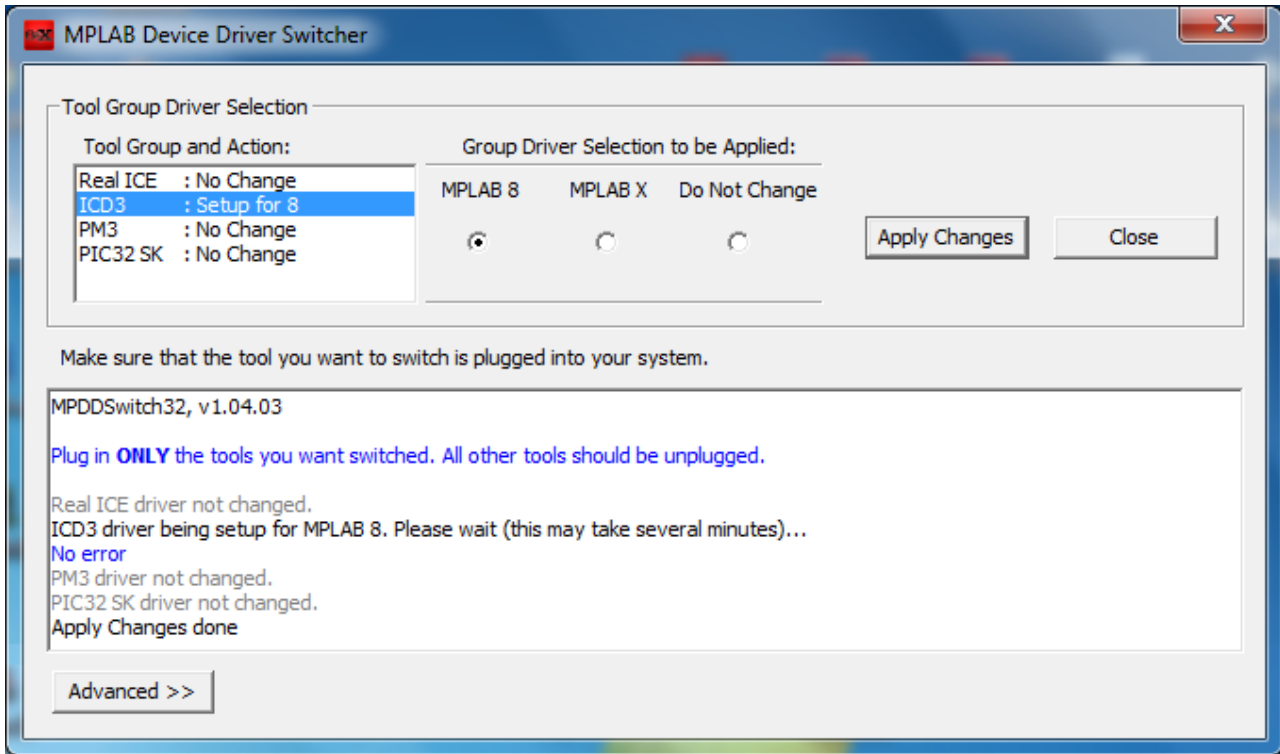 MPLAB Device Driver Switcher
Tool Group Driver Selection
Tool Group and Action:
Group Driver Selection to be Applied:
Real ICE : No Change
ICD3 : Setup for 8
PM3 : No Change
PIC32 SK : No Change
MPLAB 8 MPLAB X Do Not Change
Apply Changes Close
Make sure that the tool you want to switch is plugged into your system.
MPDDSwitch32, v1.04.03
Plug in ONLY the tools you want switched. All other tools should be unplugged.
Real ICE driver not changed.
ICD3 driver being setup for MPLAB 8. Please wait (this may take several minutes)...
No error
PM3 driver not changed.
PIC32 SK driver not changed.
Apply Changes done
Advanced >>